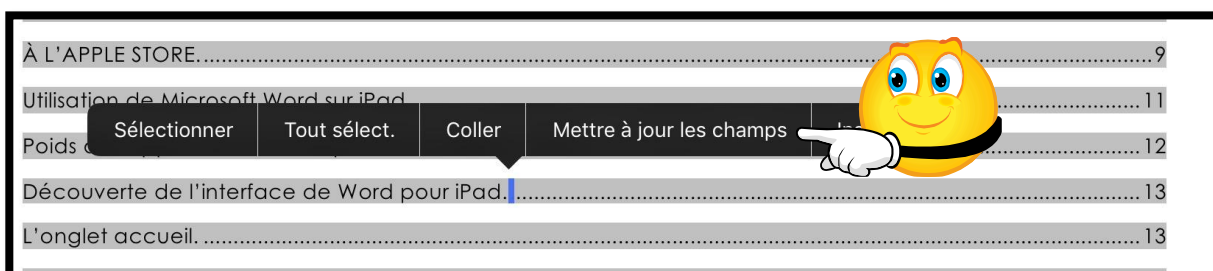 À L’APPLE STORE. 9
Utilisation de Microsoft Word sur iPad 11
Sélectionner Tout sélect. Coller Mettre à jour les champs
Poids 12
Découverte de l’interface de Word pour iPad. 13
L’onglet accueil. 13